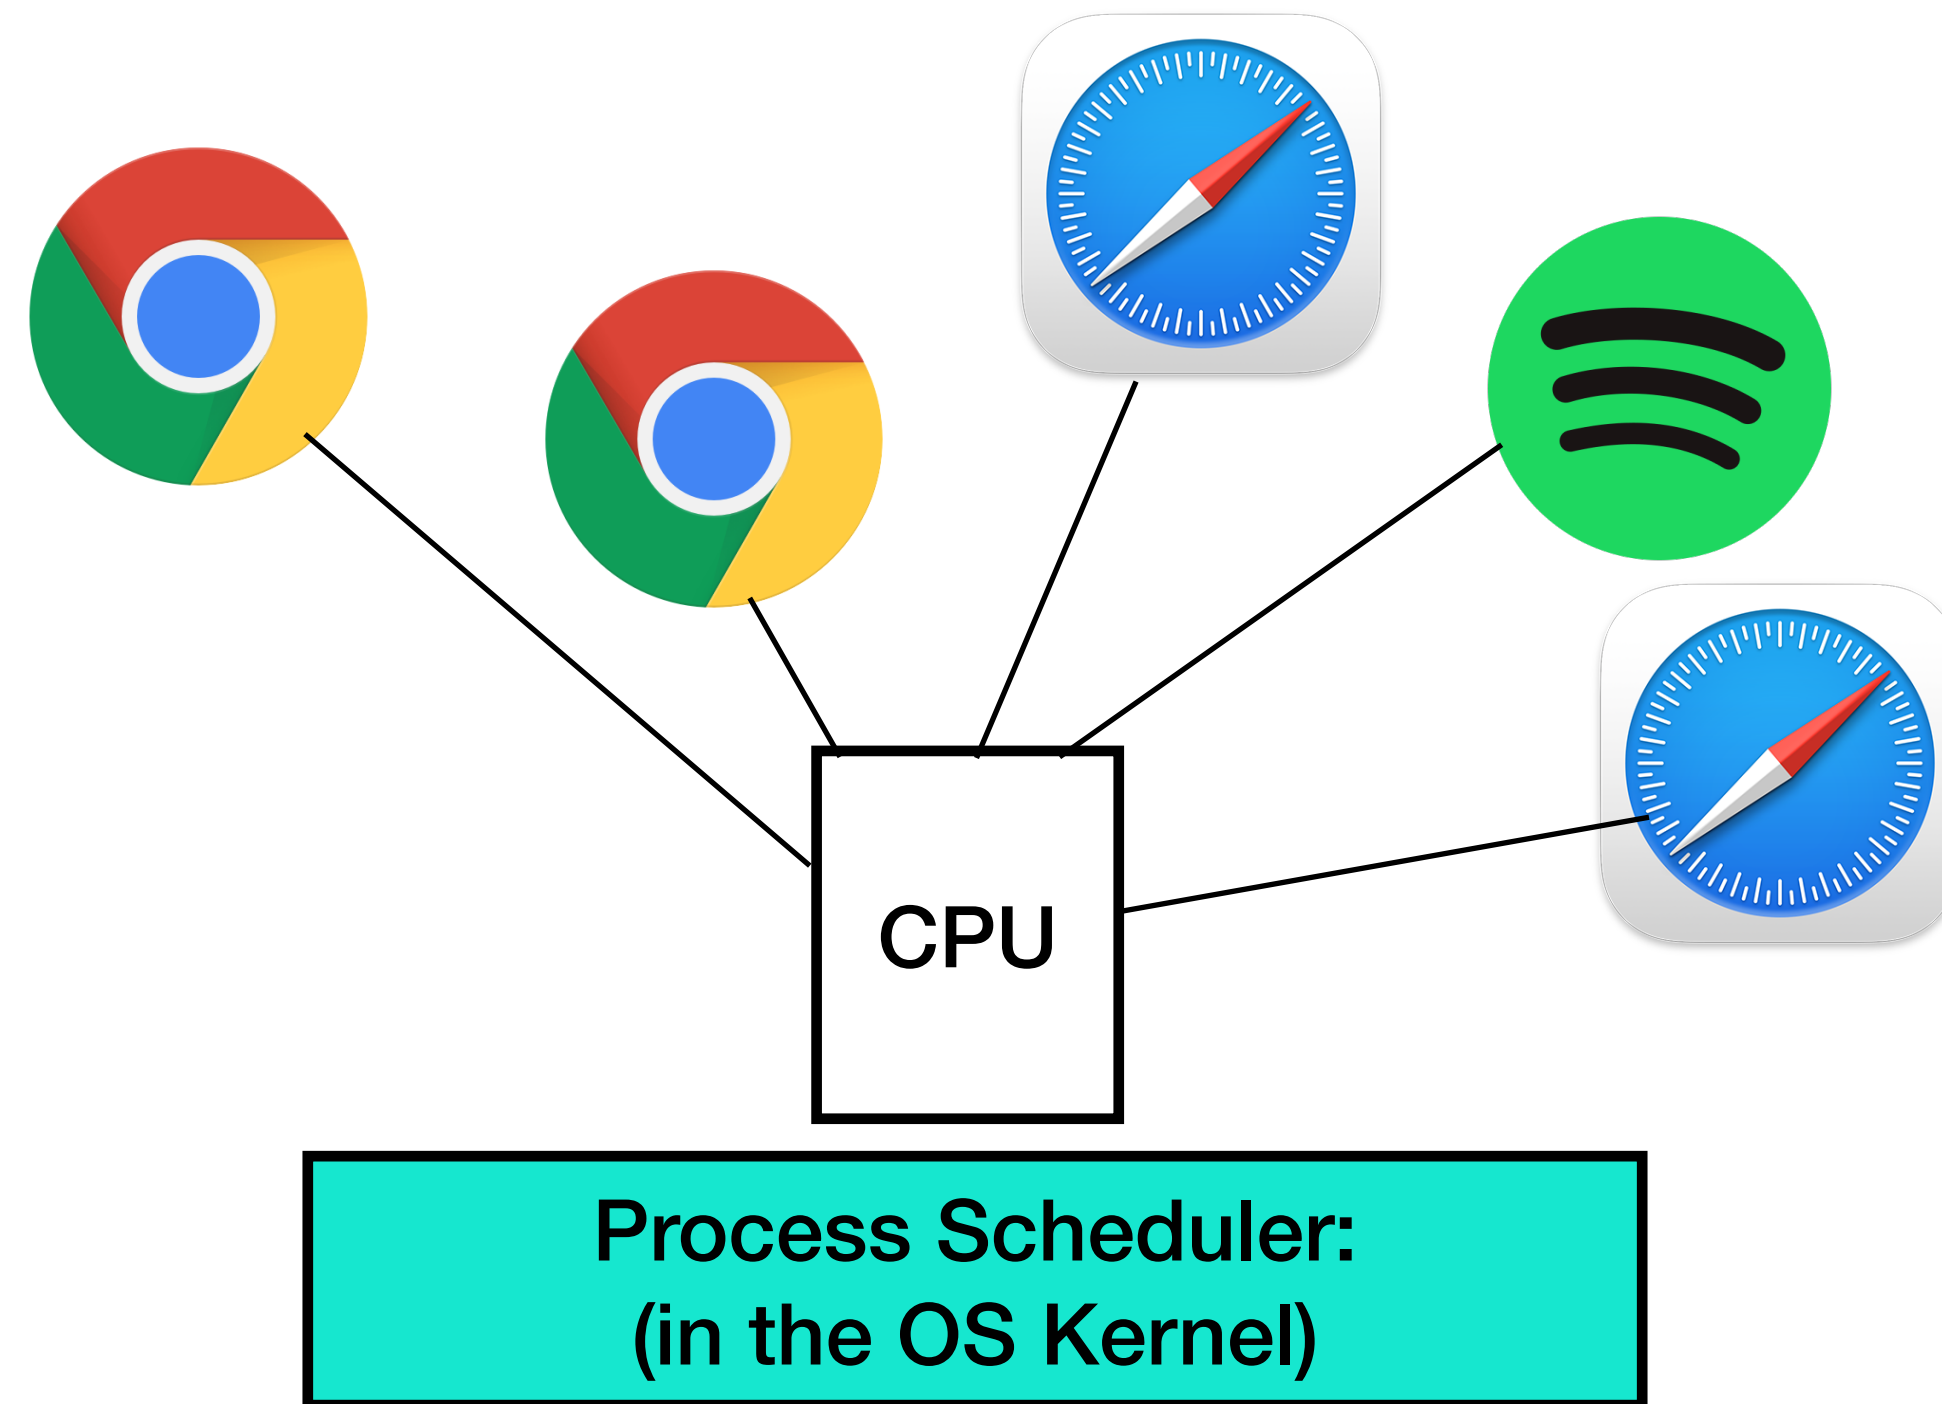 CPU
Process Scheduler:
(in the OS Kernel)